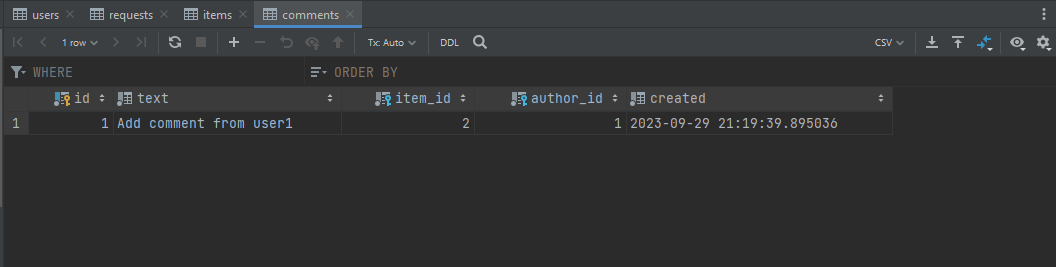 users requests items comments
1 row Tx: Auto DDL CSV
WHERE ORDER BY
id text item_id author_id created
1 1 Add comment from user1 2 1 2023-09-29 21:19:39.895036